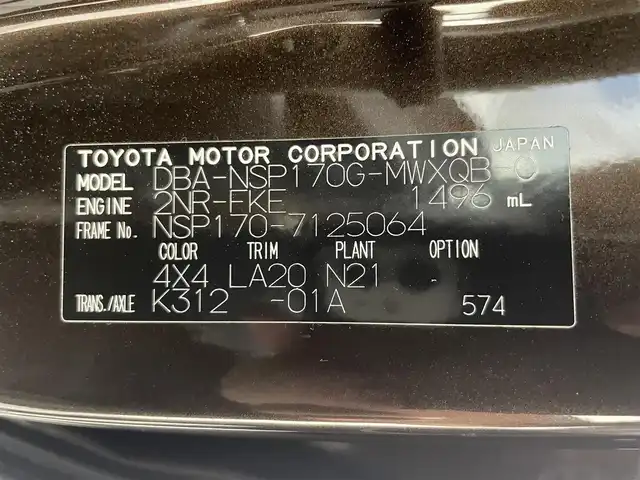 TOYOTA MOTOR CORPORATION JAPAN
MODEL DBA-NSP170G-MWXQB-O
ENGINE 2NR-FKE 1496 mL
FRAME No. NSP170-7125064
COLOR TRIM PLANT OPTION
4X4 LA20 N21
TRANS./AXLE K312 -01A 574